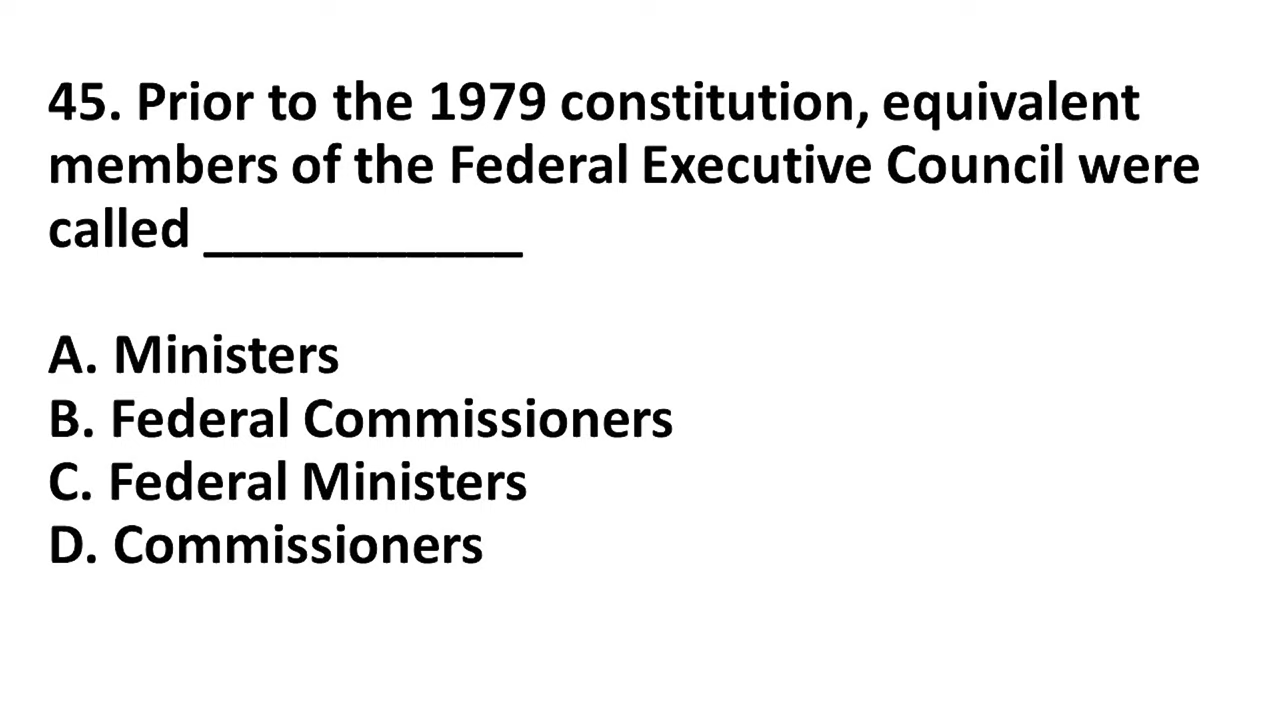 45. Prior to the 1979 constitution, equivalent
members of the Federal Executive Council were
called ____________
A. Ministers
B. Federal Commissioners
C. Federal Ministers
D. Commissioners